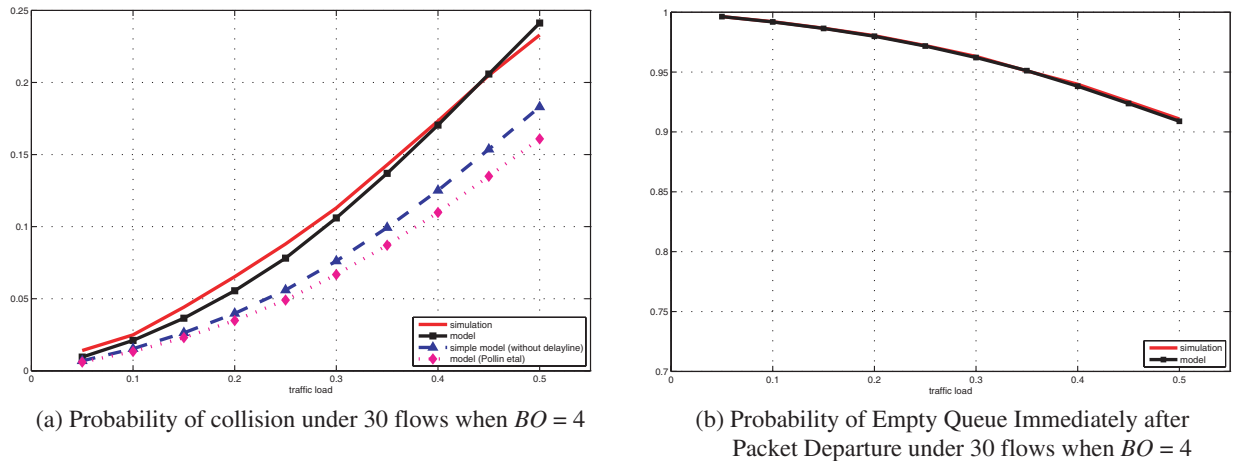 0.25
0.2
0.15
0.1
0.05
0
0 0.1 0.2 0.3 0.4 0.5
traffic load
simulation
model
simple model (without delayline)
model (Pollin etal)
(a) Probability of collision under 30 flows when BO = 4
1
0.95
0.9
0.85
0.8
0.75
0.7
0 0.1 0.2 0.3 0.4 0.5
traffic load
simulation
model
(b) Probability of Empty Queue Immediately after
Packet Departure under 30 flows when BO = 4